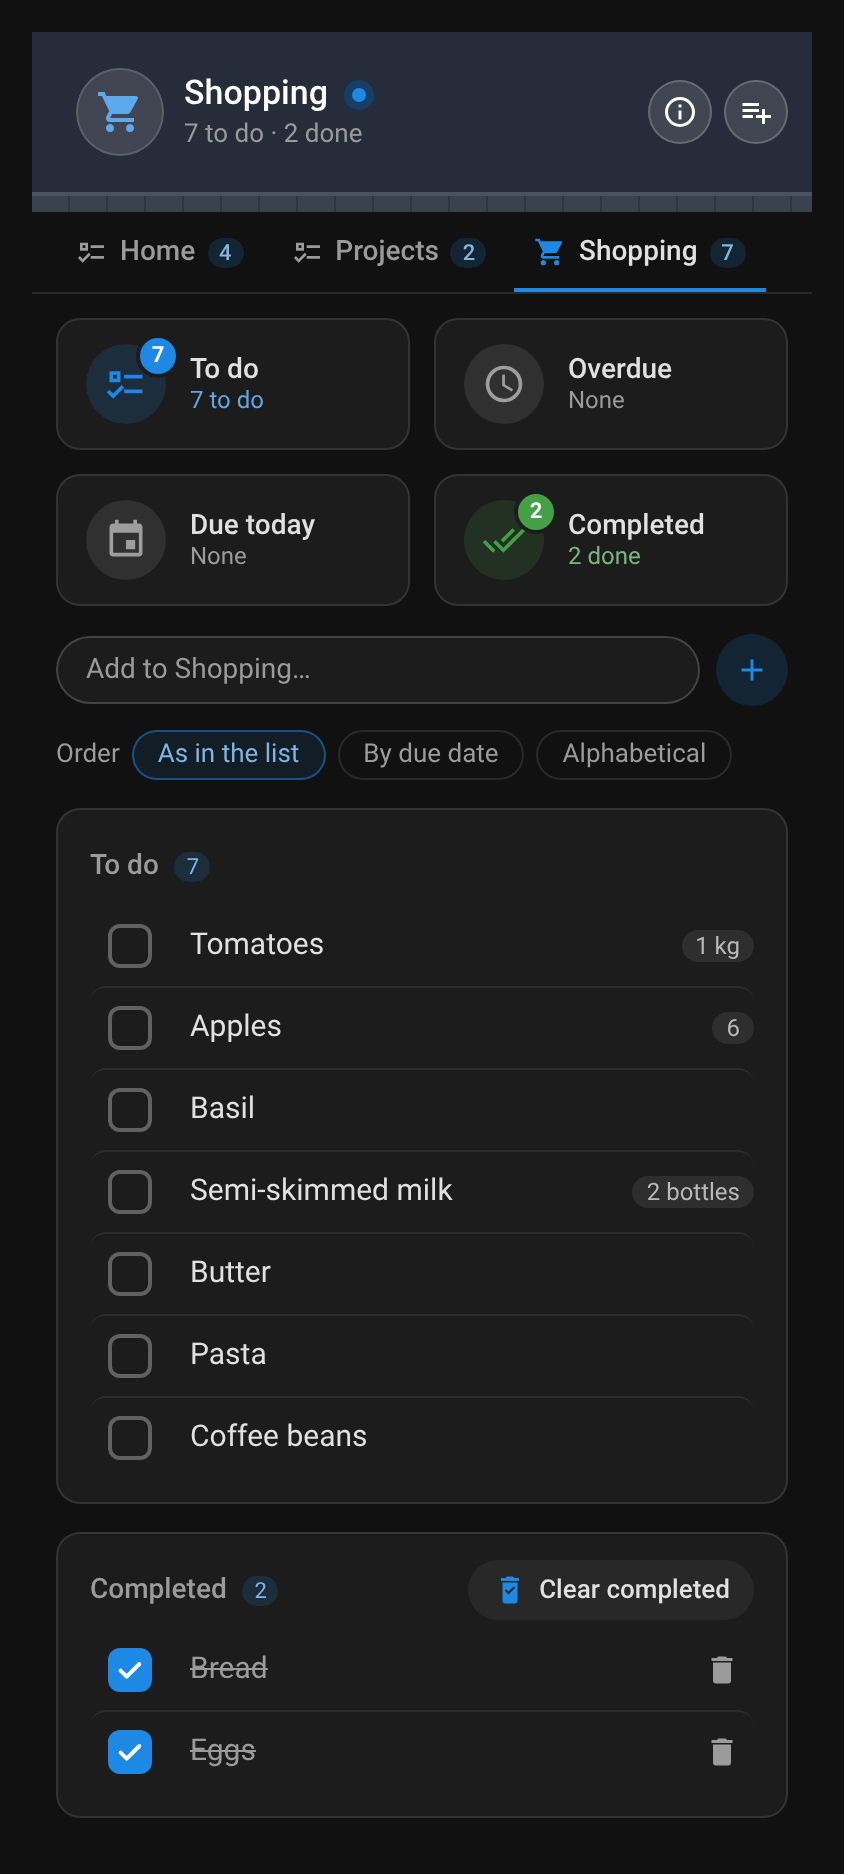 Shopping
7 to do · 2 done
Home 4
Projects 2
Shopping 7
7
To do
7 to do
Overdue
None
Due today
None
2
Completed
2 done
Add to Shopping...
Order
As in the list
By due date
Alphabetical
To do 7
Tomatoes
1 kg
Apples
6
Basil
Semi-skimmed milk
2 bottles
Butter
Pasta
Coffee beans
Completed 2
Clear completed
Bread
Eggs